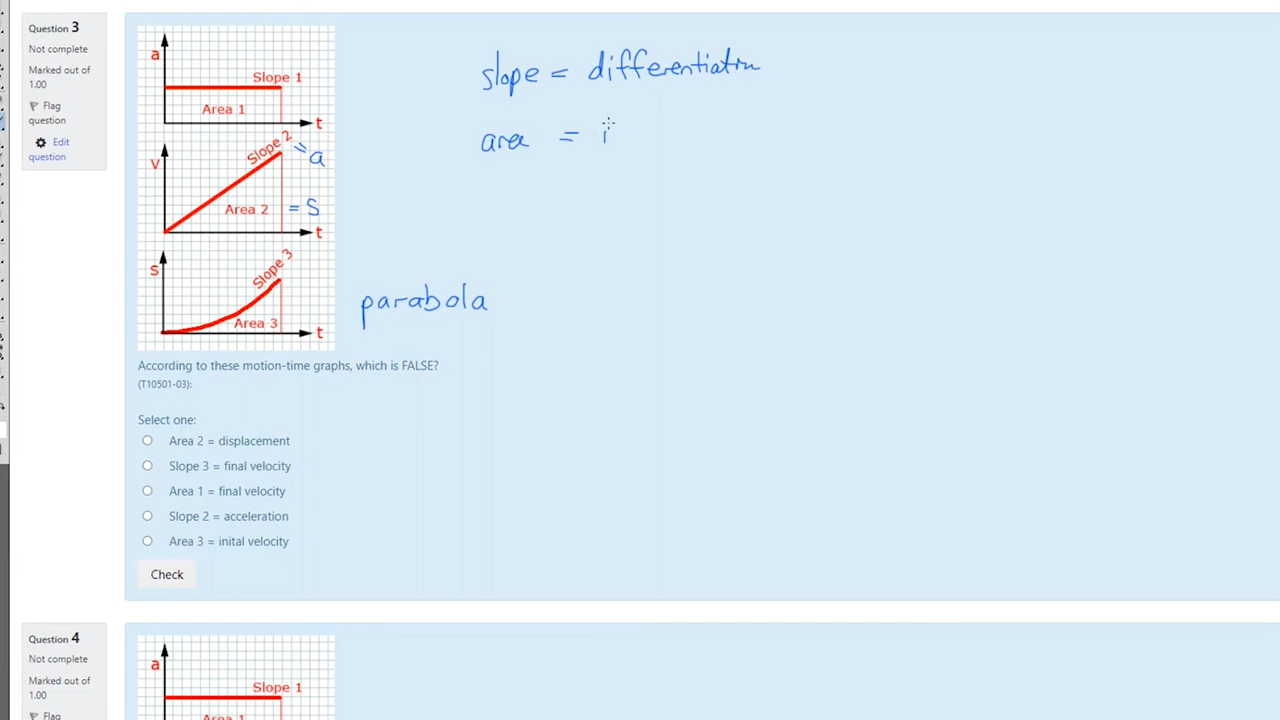 Question 3
Not complete
Marked out of
1.00
Flag
question
Edit
question
a
Slope 1
Area 1
t
V
Slope 2
= a
Area 2
= S
t
S
Slope 3
Area 3
t
slope = differentiation
area = i
parabola
According to these motion-time graphs, which is FALSE?
(T10501-03):
Select one:
Area 2 = displacement
Slope 3 = final velocity
Area 1 = final velocity
Slope 2 = acceleration
Area 3 = inital velocity
Check
Question 4
Not complete
Marked out of
1.00
Flag
a
Slope 1
Area 1